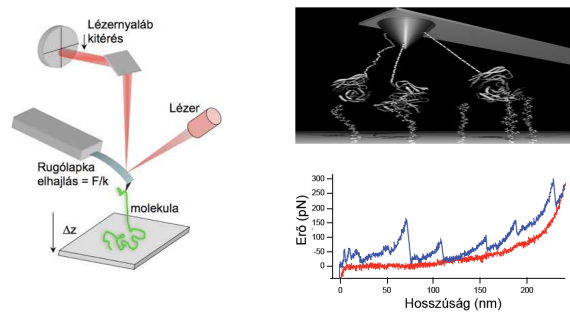 Lézernyaláb
kitérés
Lézer
Rugólapka
elhajlás = F/k
molekula
Δz
Erő (pN)
300
250
200
150
100
50
-0
0
50
100
150
200
Hosszúság (nm)